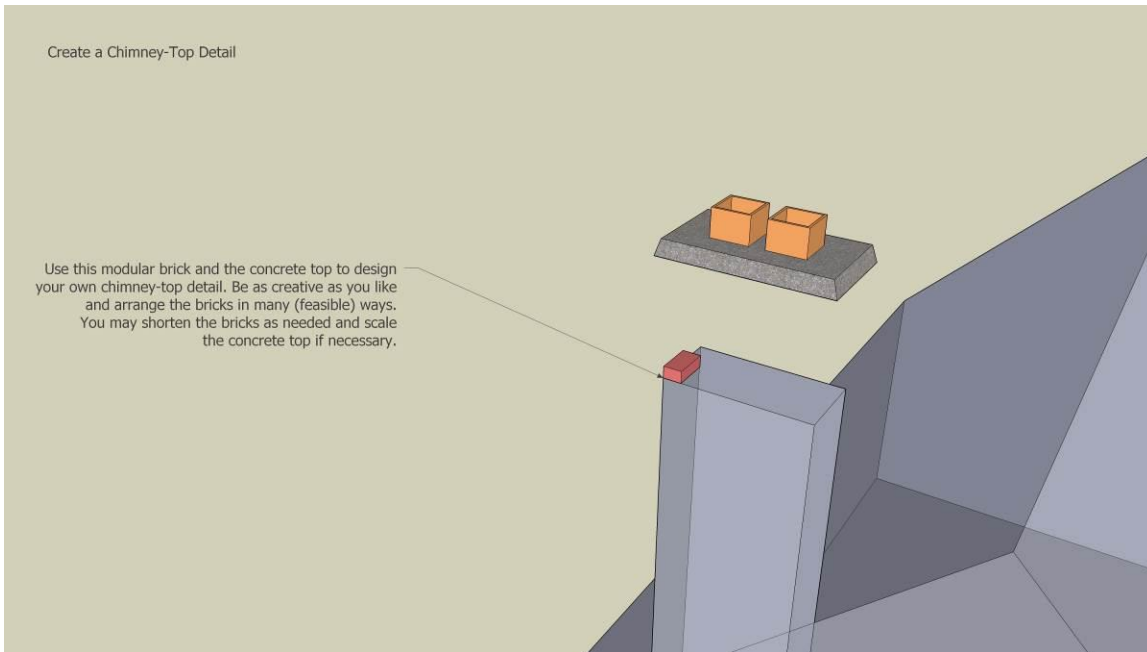 Create a Chimney-Top Detail
Use this modular brick and the concrete top to design
your own chimney-top detail. Be as creative as you like
and arrange the bricks in many (feasible) ways.
You may shorten the bricks as needed and scale
the concrete top if necessary.